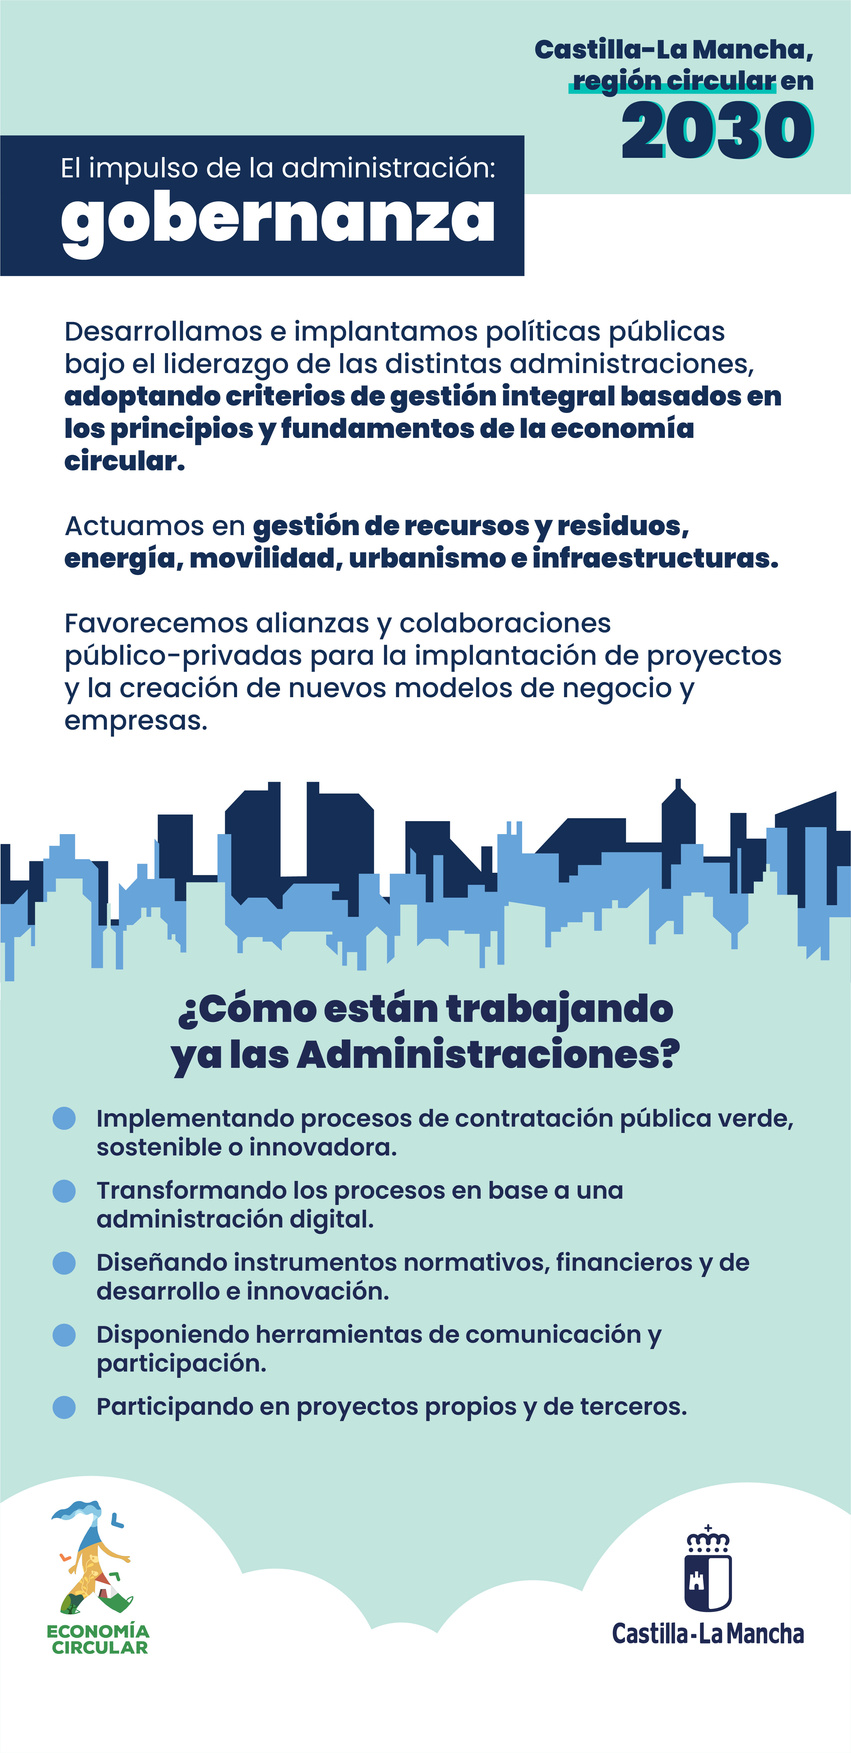 Castilla-La Mancha,
región circular en
2030
El impulso de la administración:
gobernanza
Desarrollamos e implantamos políticas públicas
bajo el liderazgo de las distintas administraciones,
adoptando criterios de gestión integral basados en
los principios y fundamentos de la economía
circular.
Actuamos en gestión de recursos y residuos,
energía, movilidad, urbanismo e infraestructuras.
Favorecemos alianzas y colaboraciones
público-privadas para la implantación de proyectos
y la creación de nuevos modelos de negocio y
empresas.
¿Cómo están trabajando
ya las Administraciones?
Implementando procesos de contratación pública verde,
sostenible o innovadora.
Transformando los procesos en base a una
administración digital.
Diseñando instrumentos normativos, financieros y de
desarrollo e innovación.
Disponiendo herramientas de comunicación y
participación.
Participando en proyectos propios y de terceros.
ECONOMÍA
CIRCULAR
Castilla-La Mancha